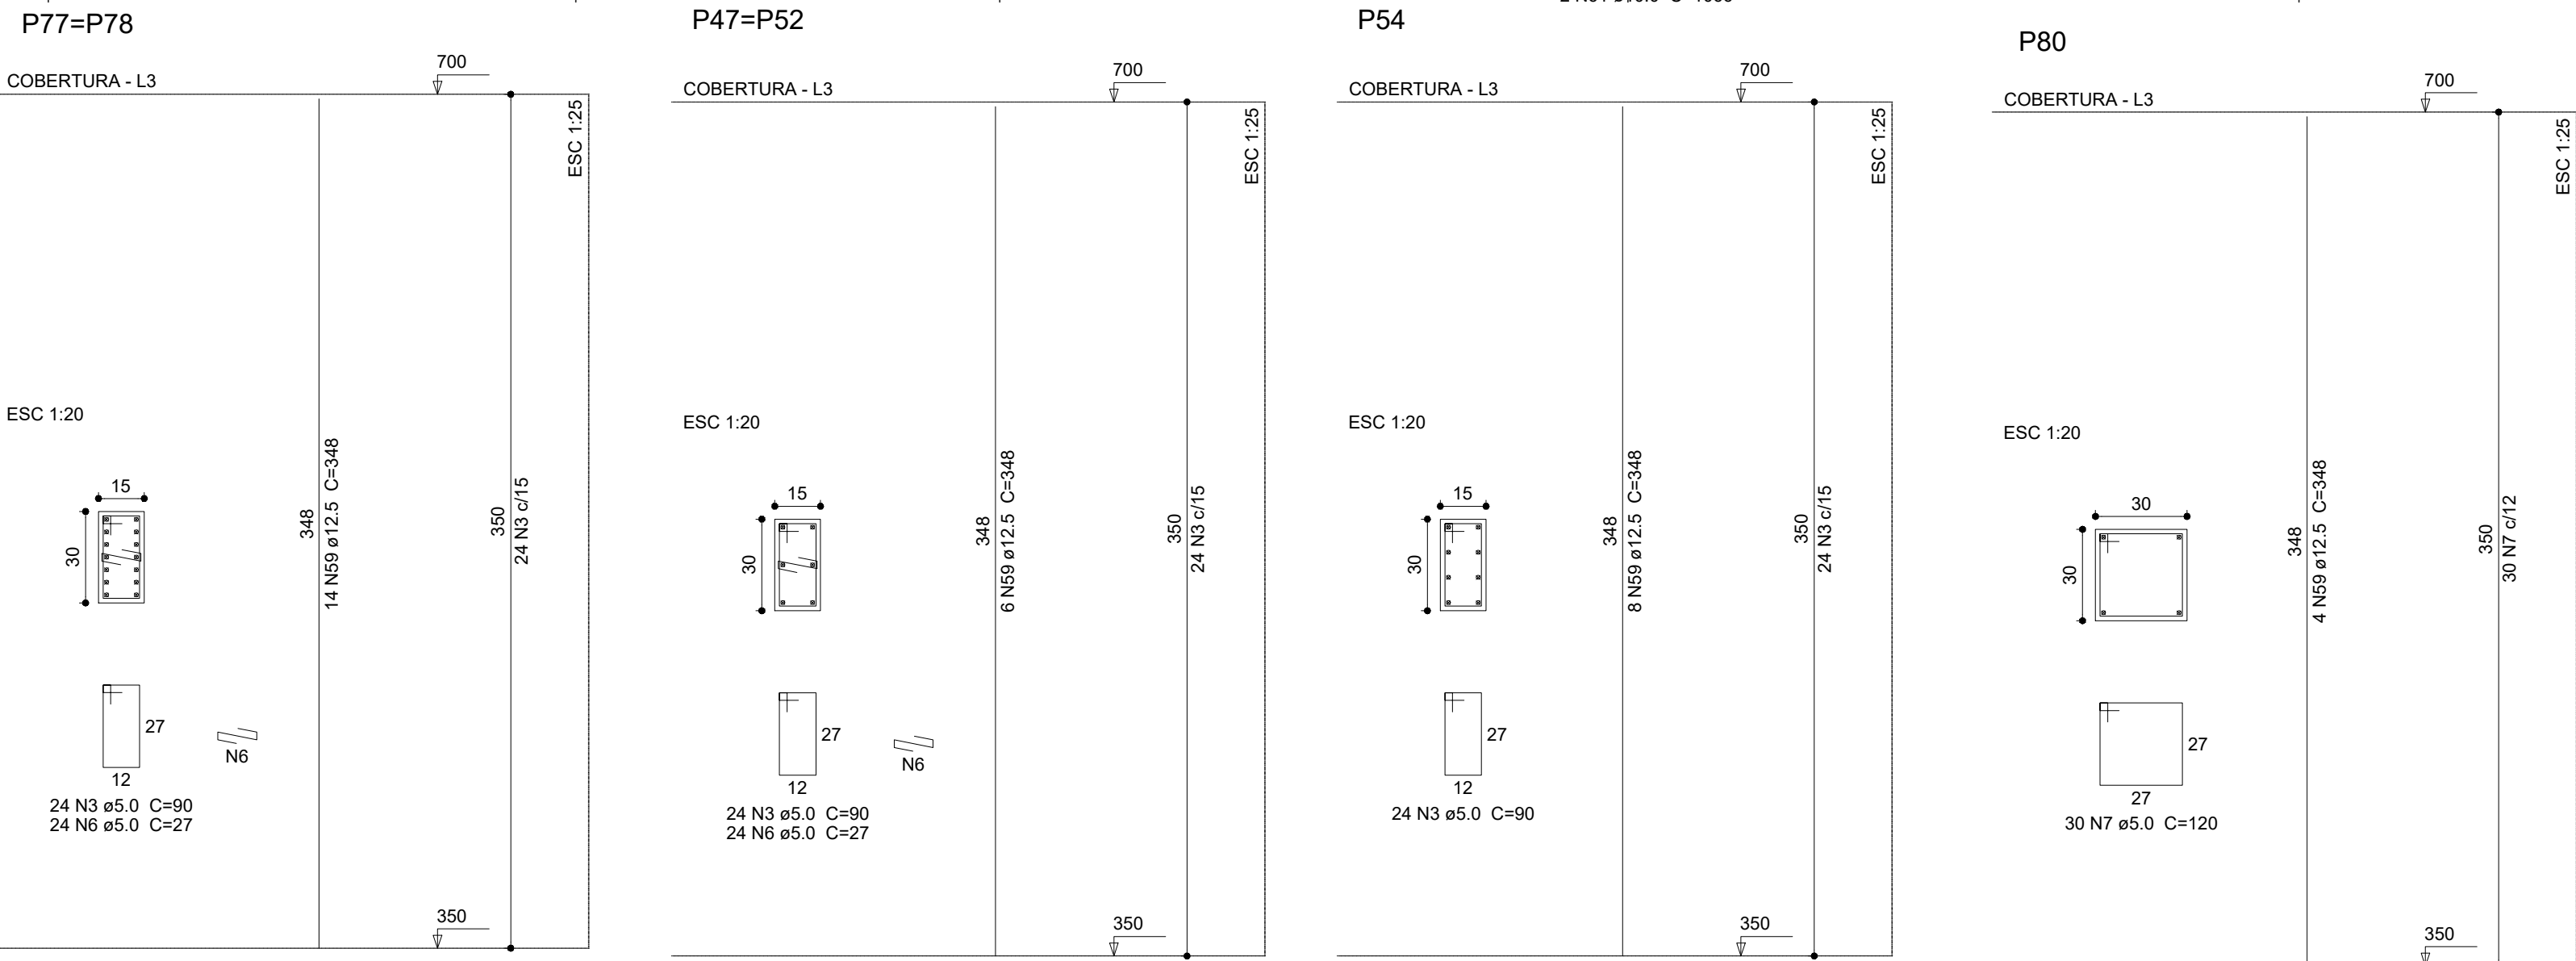 P77=P78
COBERTURA - L3
700
ESC 1:25
ESC 1:20
15
30
348
14 N59 ø12.5 C=348
350
24 N3 c/15
27
12
N6
24 N3 ø5.0 C=90
24 N6 ø5.0 C=27
350
P47=P52
COBERTURA - L3
700
ESC 1:25
ESC 1:20
15
30
348
6 N59 ø12.5 C=348
350
24 N3 c/15
27
12
N6
24 N3 ø5.0 C=90
24 N6 ø5.0 C=27
350
P54
COBERTURA - L3
700
ESC 1:25
ESC 1:20
15
30
348
8 N59 ø12.5 C=348
350
24 N3 c/15
27
12
24 N3 ø5.0 C=90
350
P80
COBERTURA - L3
700
ESC 1:25
ESC 1:20
30
30
348
4 N59 ø12.5 C=348
350
30 N7 c/12
27
27
30 N7 ø5.0 C=120
350